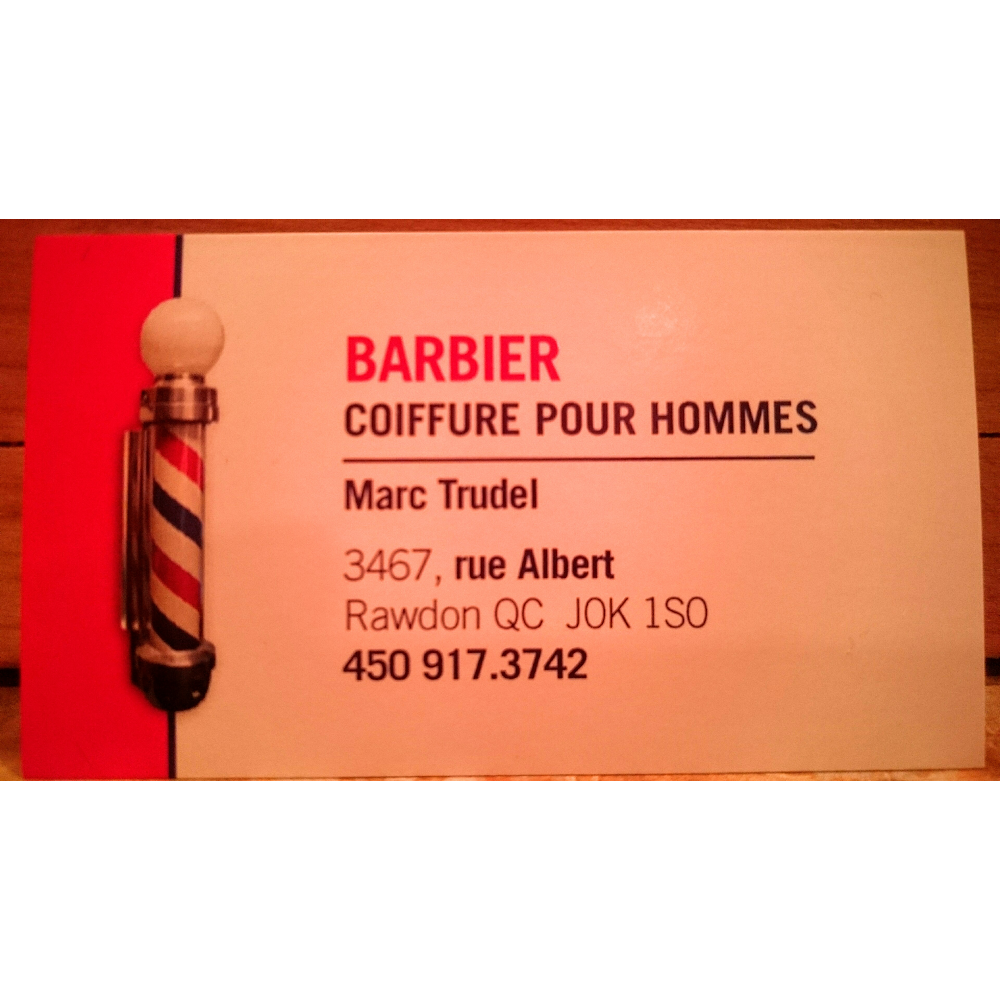 BARBIER
COIFFURE POUR HOMMES
Marc Trudel
3467, rue Albert
Rawdon QC J0K 1S0
450 917.3742